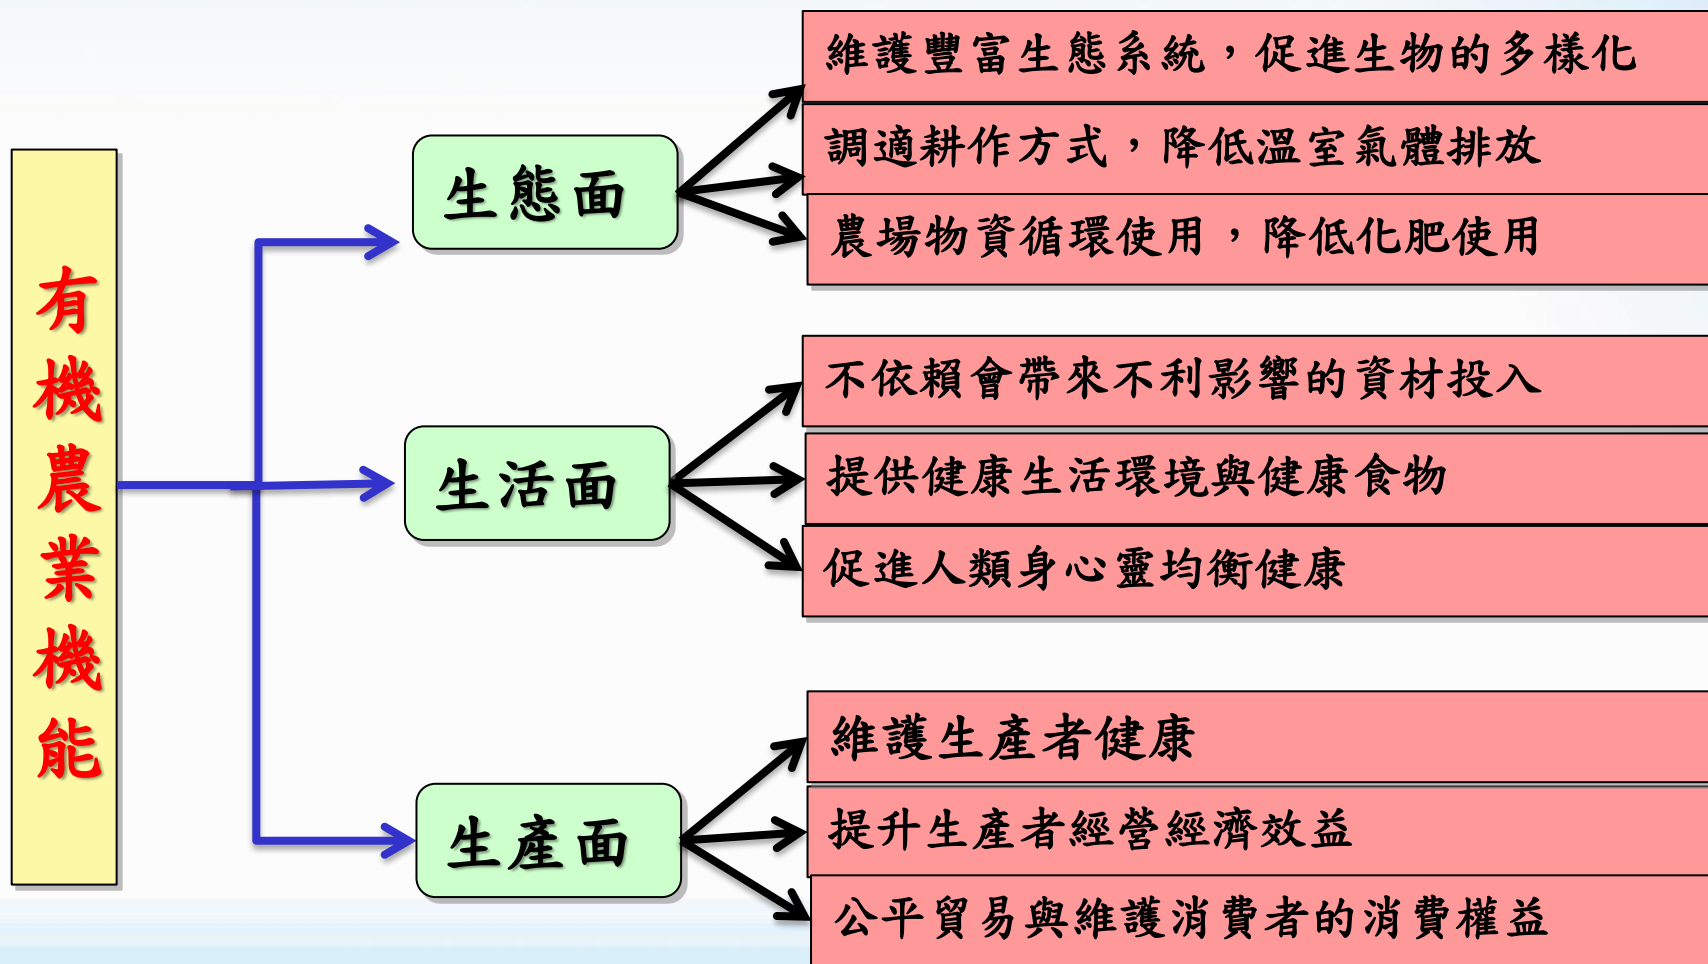 有機農業機能
生態面
維護豐富生態系統，促進生物的多樣化
調適耕作方式，降低溫室氣體排放
農場物資循環使用，降低化肥使用
生活面
不依賴會帶來不利影響的資材投入
提供健康生活環境與健康食物
促進人類身心靈均衡健康
生產面
維護生產者健康
提升生產者經營經濟效益
公平貿易與維護消費者的消費權益